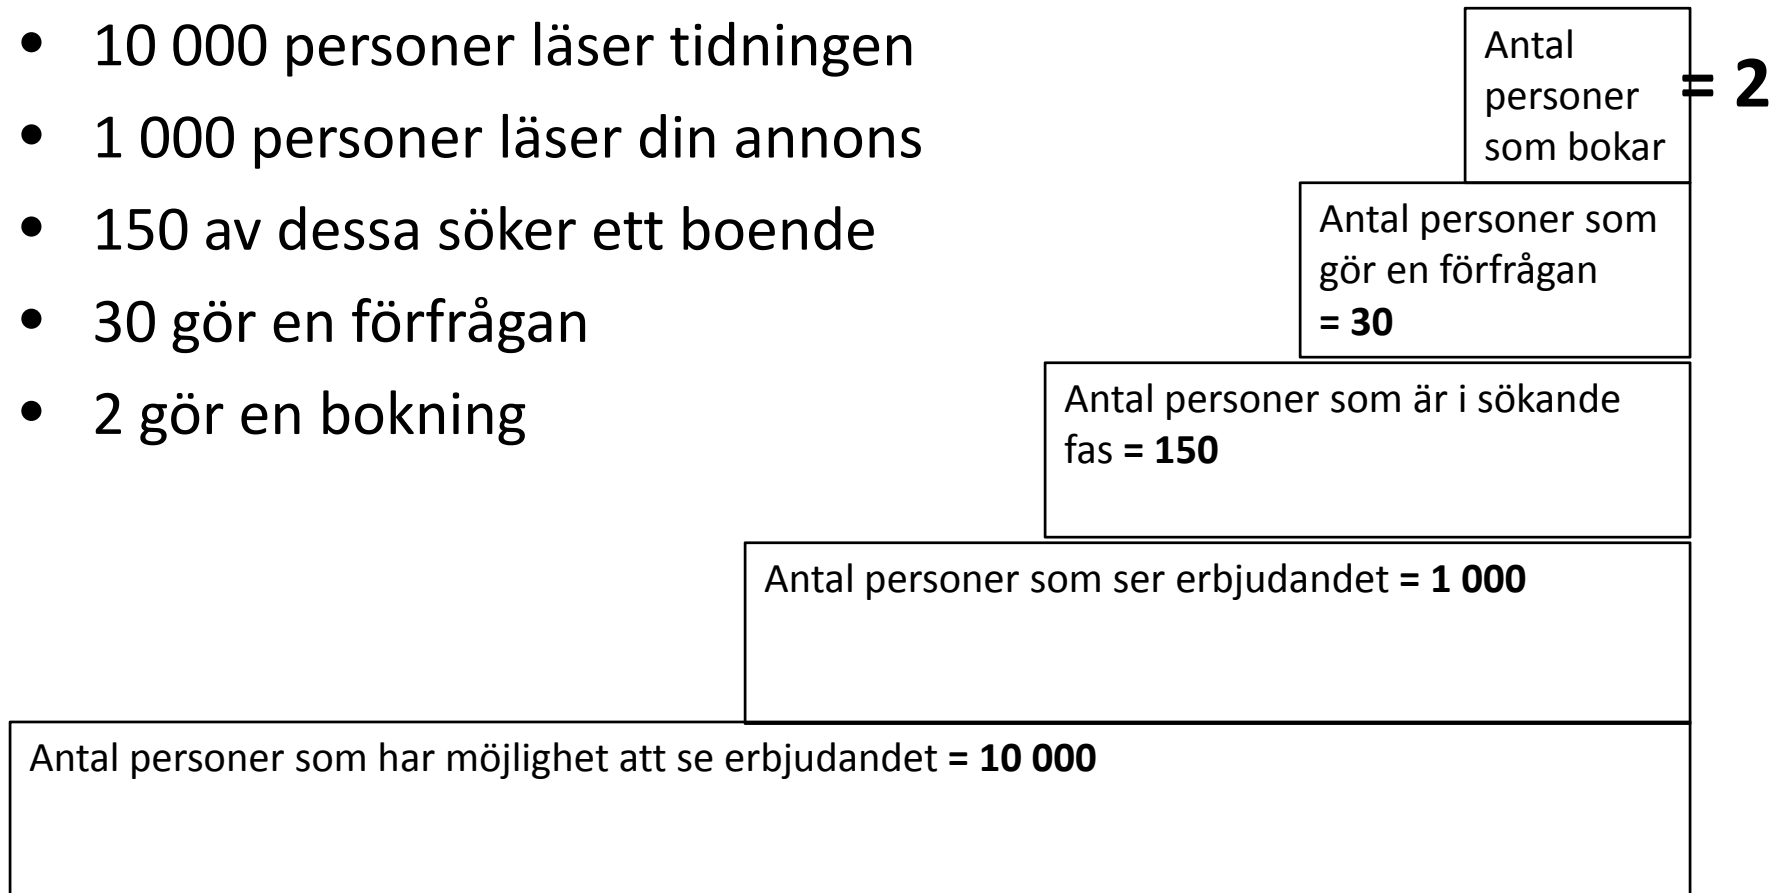 • 10 000 personer läser tidningen
• 1 000 personer läser din annons
• 150 av dessa söker ett boende
• 30 gör en förfrågan
• 2 gör en bokning
Antal
personer
som bokar
= 2
Antal personer som
gör en förfrågan
= 30
Antal personer som är i sökande
fas = 150
Antal personer som ser erbjudandet = 1 000
Antal personer som har möjlighet att se erbjudandet = 10 000